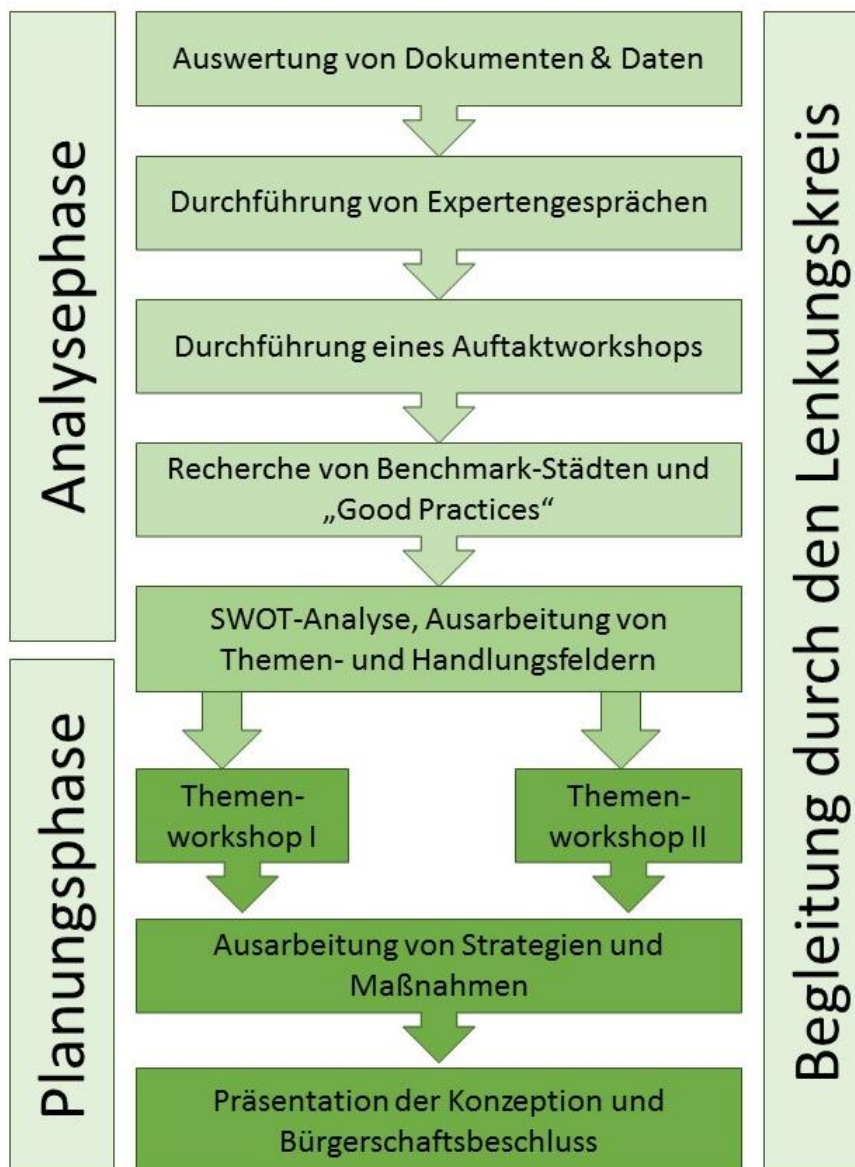 Analysephase
Auswertung von Dokumenten & Daten
Durchführung von Expertengesprächen
Durchführung eines Auftaktworkshops
Recherche von Benchmark-Städten und
„Good Practices“
SWOT-Analyse, Ausarbeitung von
Themen- und Handlungsfeldern
Planungsphase
Themen-
workshop I
Themen-
workshop II
Ausarbeitung von Strategien und
Maßnahmen
Präsentation der Konzeption und
Bürgerschaftsbeschluss
Begleitung durch den Lenkungskreis